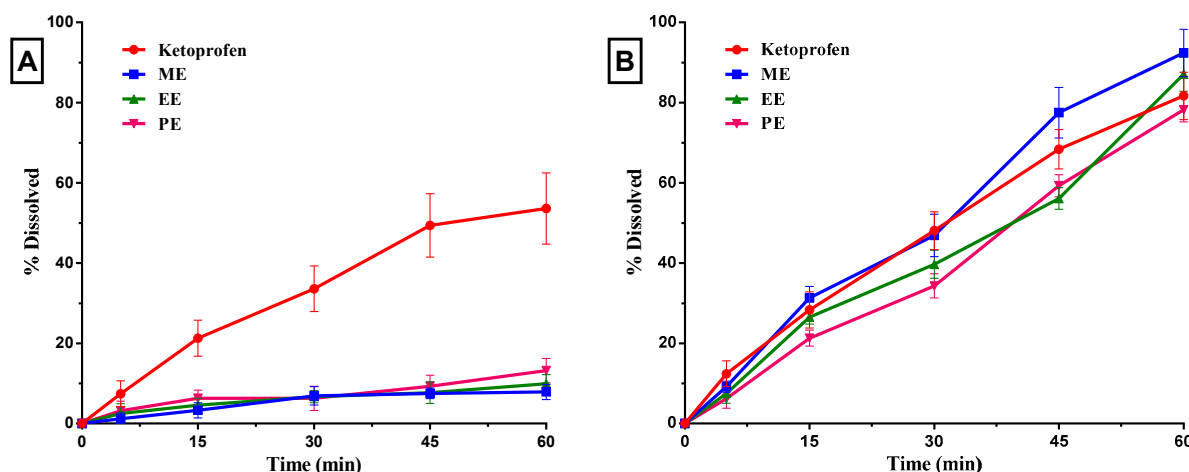 A
% Dissolved
100
80
60
40
20
0
Ketoprofen
ME
EE
PE
0 15 30 45 60
Time (min)
B
% Dissolved
100
80
60
40
20
0
Ketoprofen
ME
EE
PE
0 15 30 45 60
Time (min)